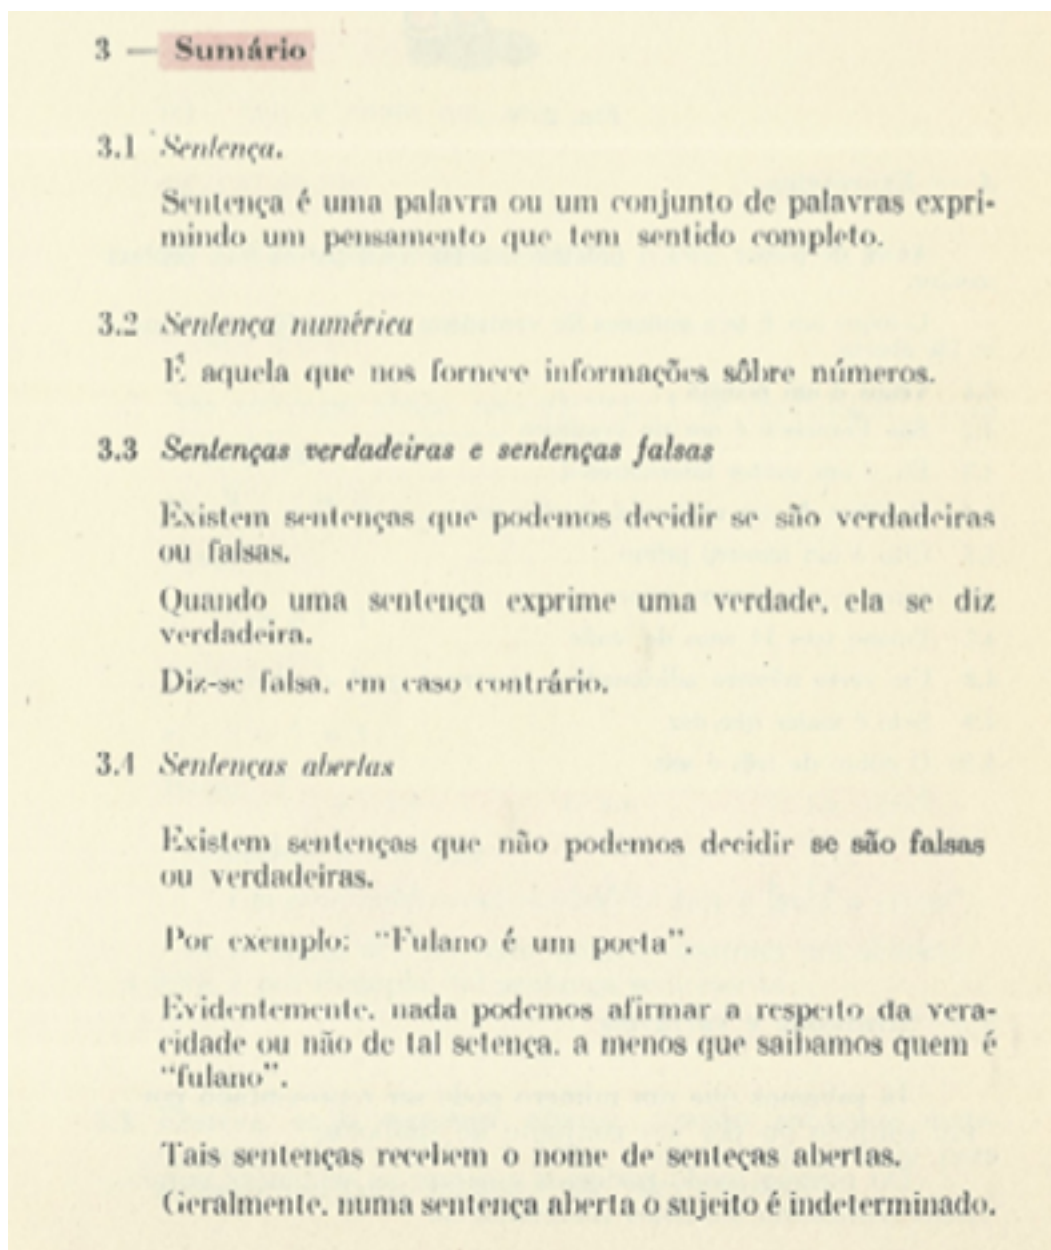 3 — Sumário
3.1 Sentença.
Sentença é uma palavra ou um conjunto de palavras expri-
mindo um pensamento que tem sentido completo.
3.2 Sentença numérica
É aquela que nos fornece informações sôbre números.
3.3 Sentenças verdadeiras e sentenças falsas
Existem sentenças que podemos decidir se são verdadeiras
ou falsas.
Quando uma sentença exprime uma verdade, ela se diz
verdadeira.
Diz-se falsa, em caso contrário.
3.4 Sentenças abertas
Existem sentenças que não podemos decidir se são falsas
ou verdadeiras.
Por exemplo: “Fulano é um poeta”.
Evidentemente, nada podemos afirmar a respeito da vera-
cidade ou não de tal setença, a menos que saibamos quem é
“fulano”.
Tais sentenças recebem o nome de senteças abertas.
Geralmente, numa sentença aberta o sujeito é indeterminado.